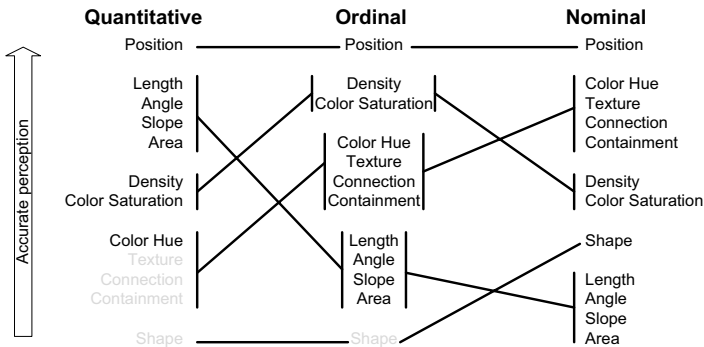 Quantitative Ordinal Nominal
Accurate perception
Position
Length
Angle
Slope
Area
Density
Color Saturation
Color Hue
Texture
Connection
Containment
Shape
Position
Density
Color Saturation
Color Hue
Texture
Connection
Containment
Length
Angle
Slope
Area
Shape
Position
Color Hue
Texture
Connection
Containment
Density
Color Saturation
Shape
Length
Angle
Slope
Area